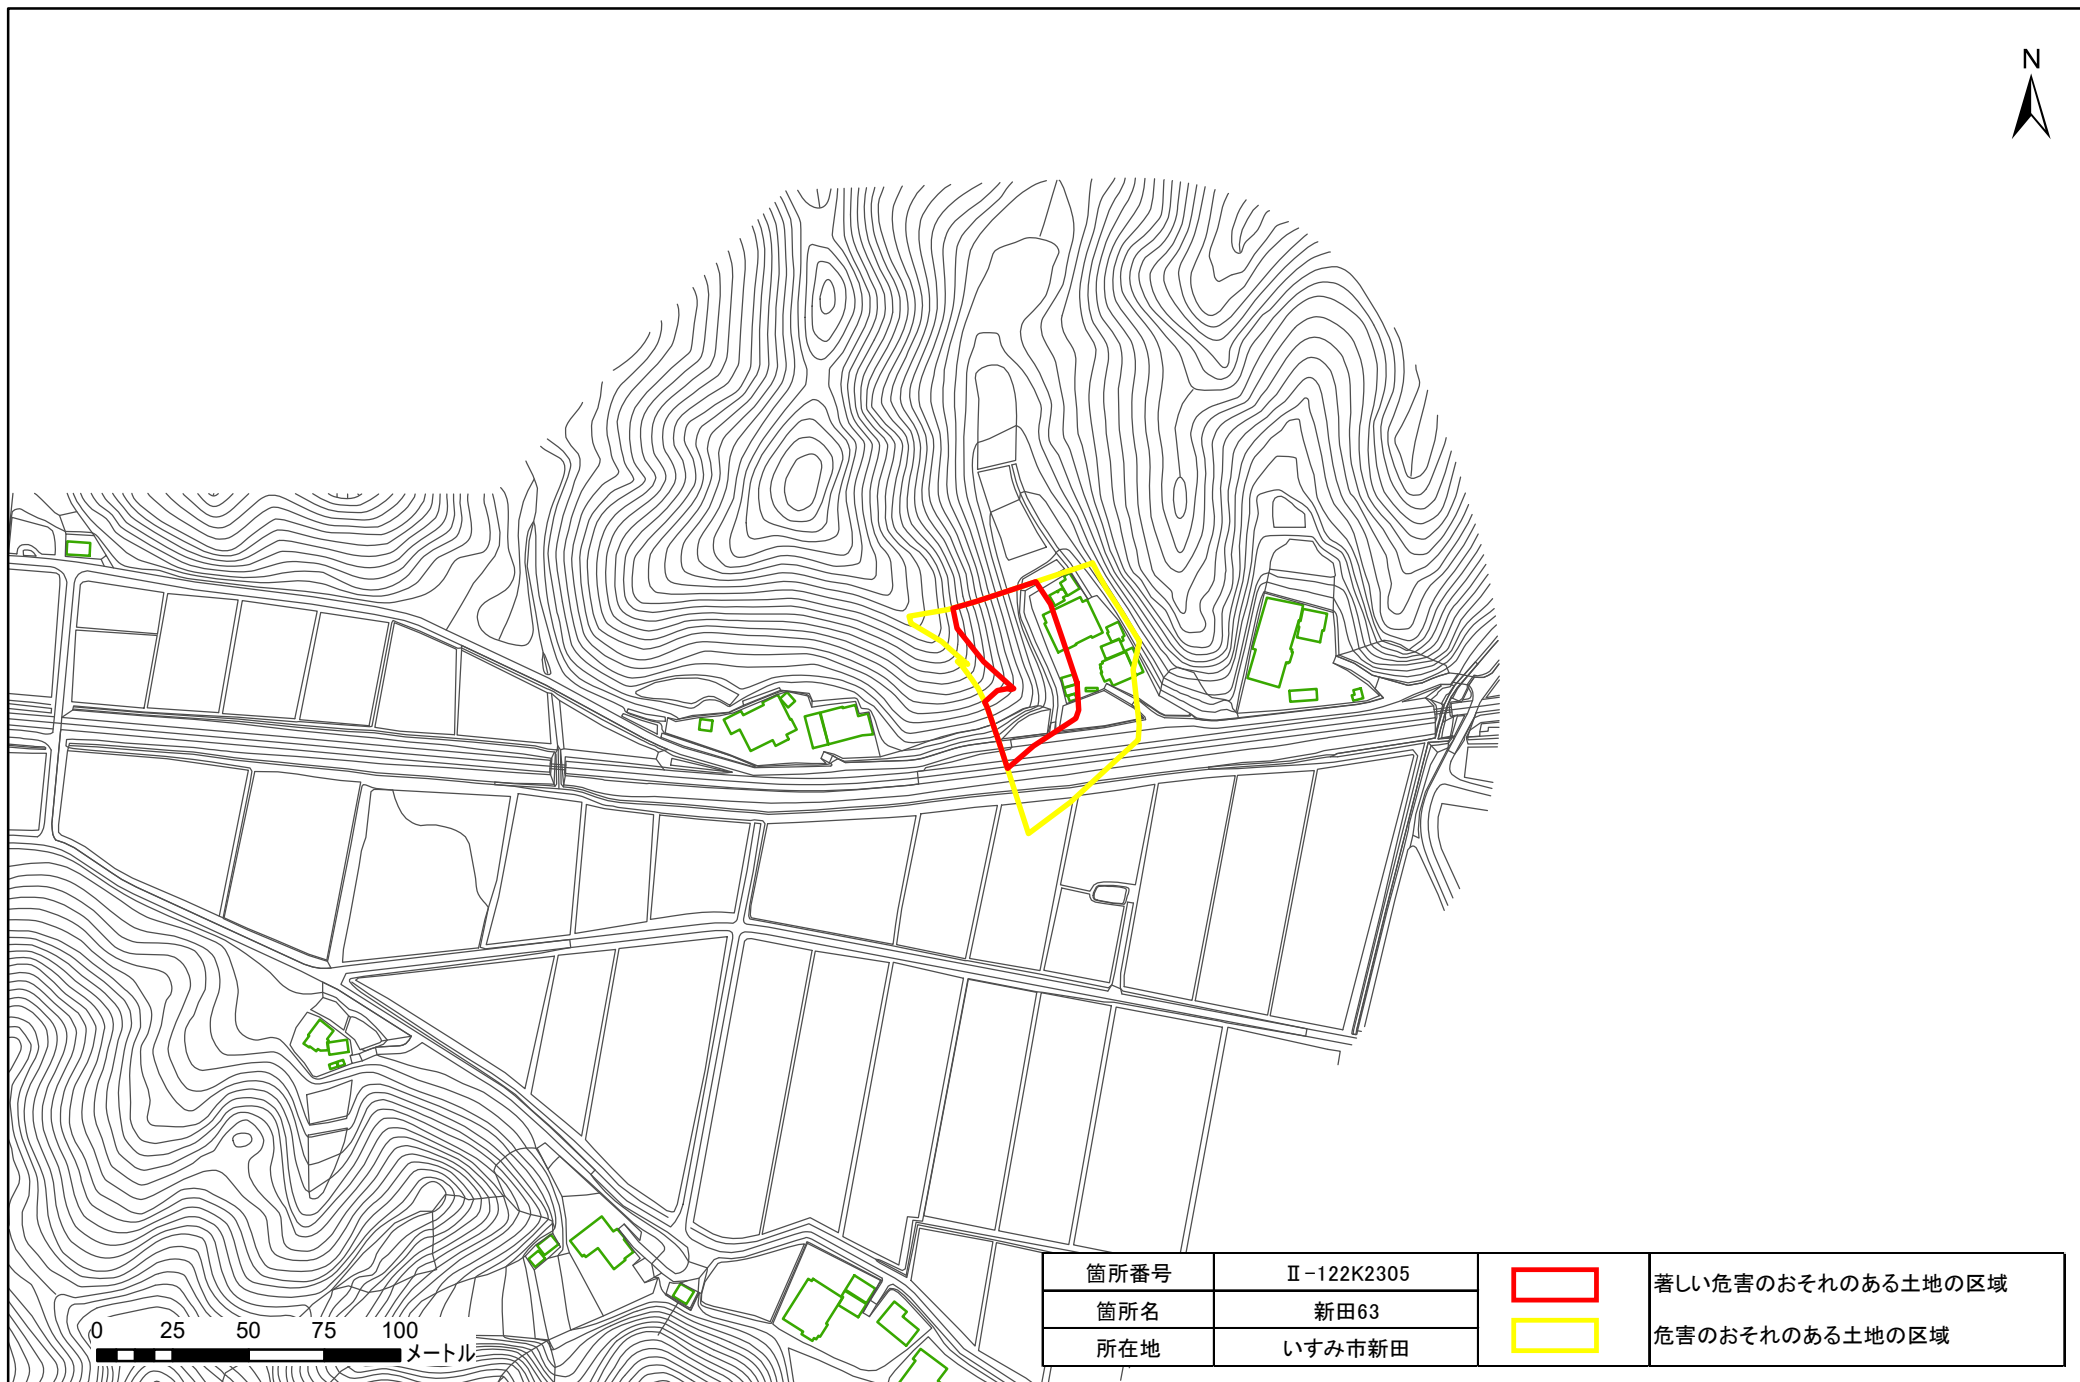 N
箇所番号 Ⅱ-122K2305
箇所名 新田63
所在地 いすみ市新田
著しい危害のおそれのある土地の区域
危害のおそれのある土地の区域
0 25 50 75 100
メートル